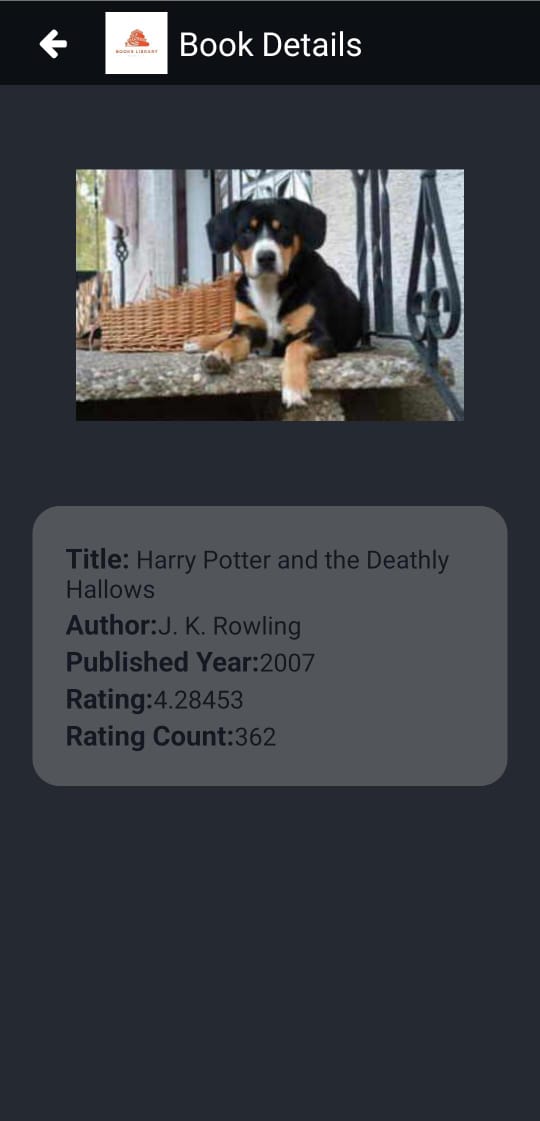 BOOKS LIBRARY
Book Details
Title: Harry Potter and the Deathly
Hallows
Author:J. K. Rowling
Published Year:2007
Rating:4.28453
Rating Count:362